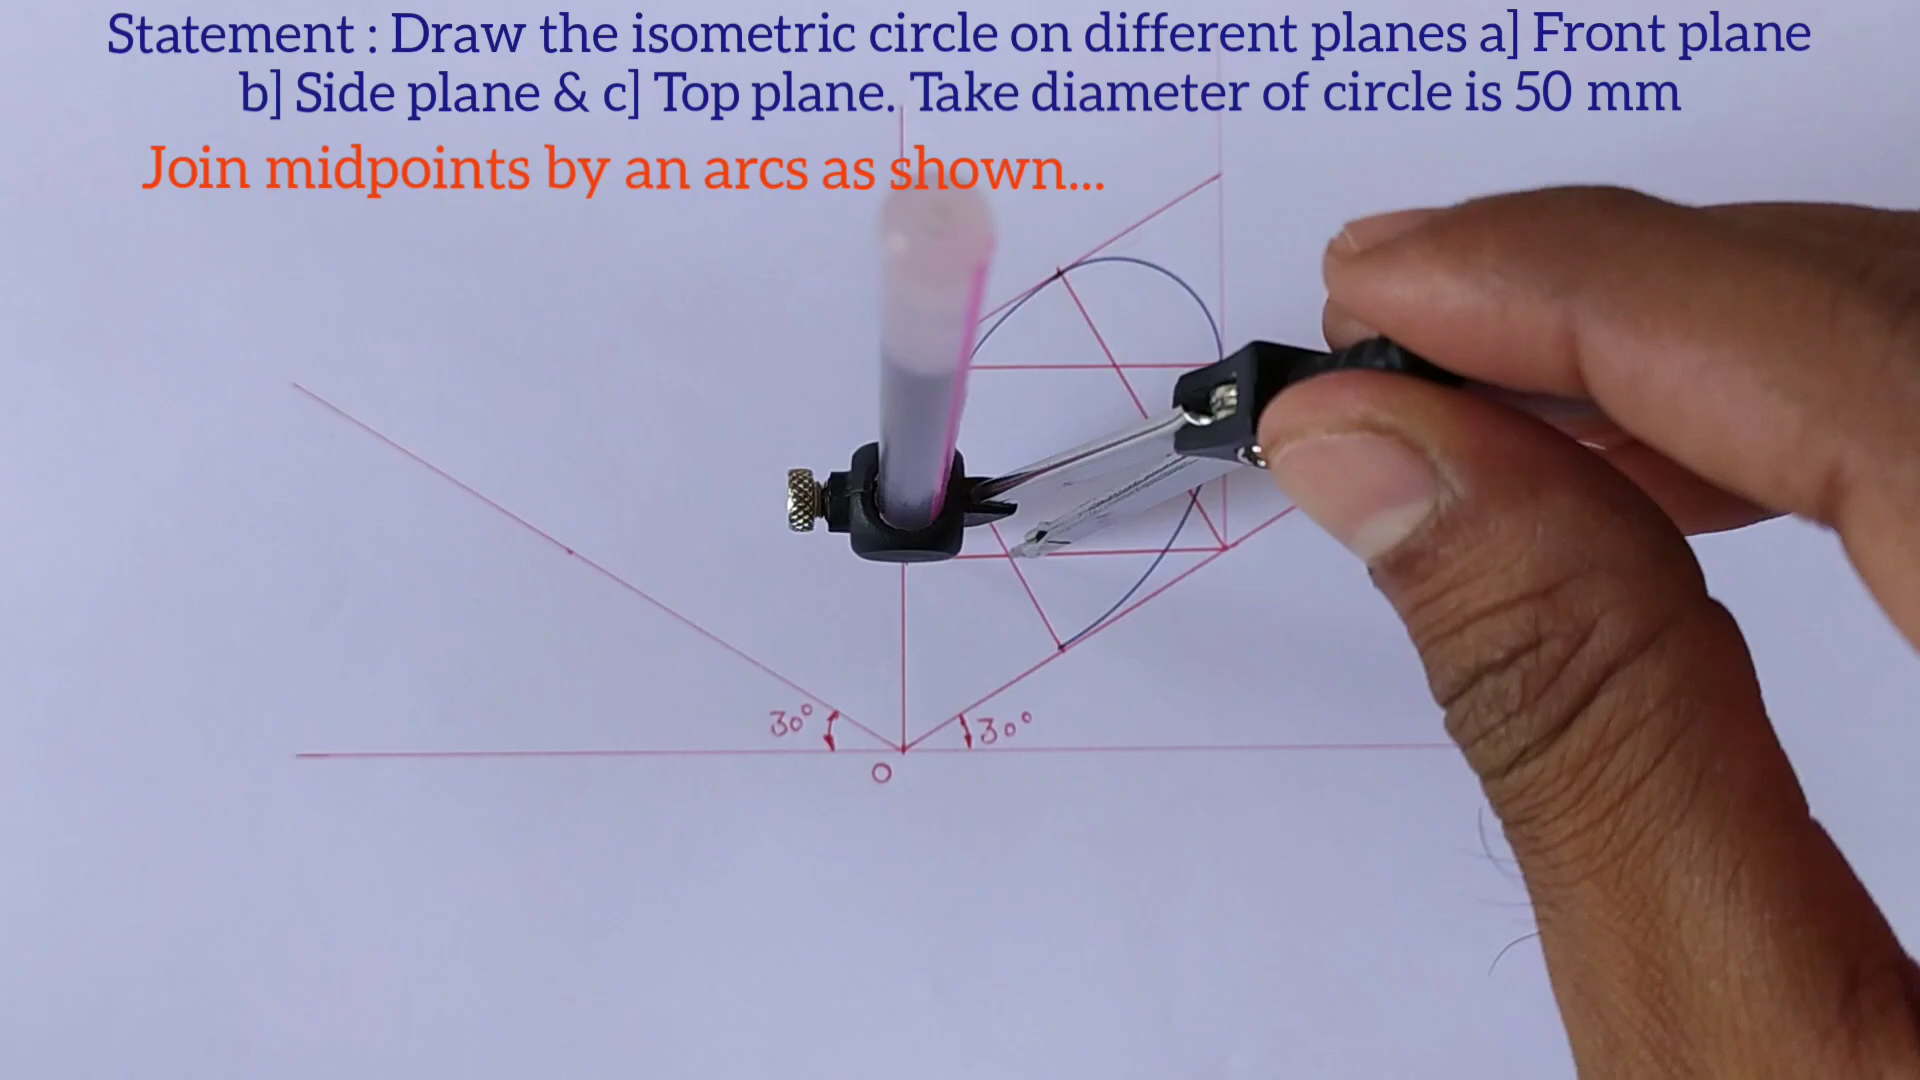 Statement : Draw the isometric circle on different planes a] Front plane
b] Side plane & c] Top plane. Take diameter of circle is 50 mm
Join midpoints by an arcs as shown...
30° 30°
O